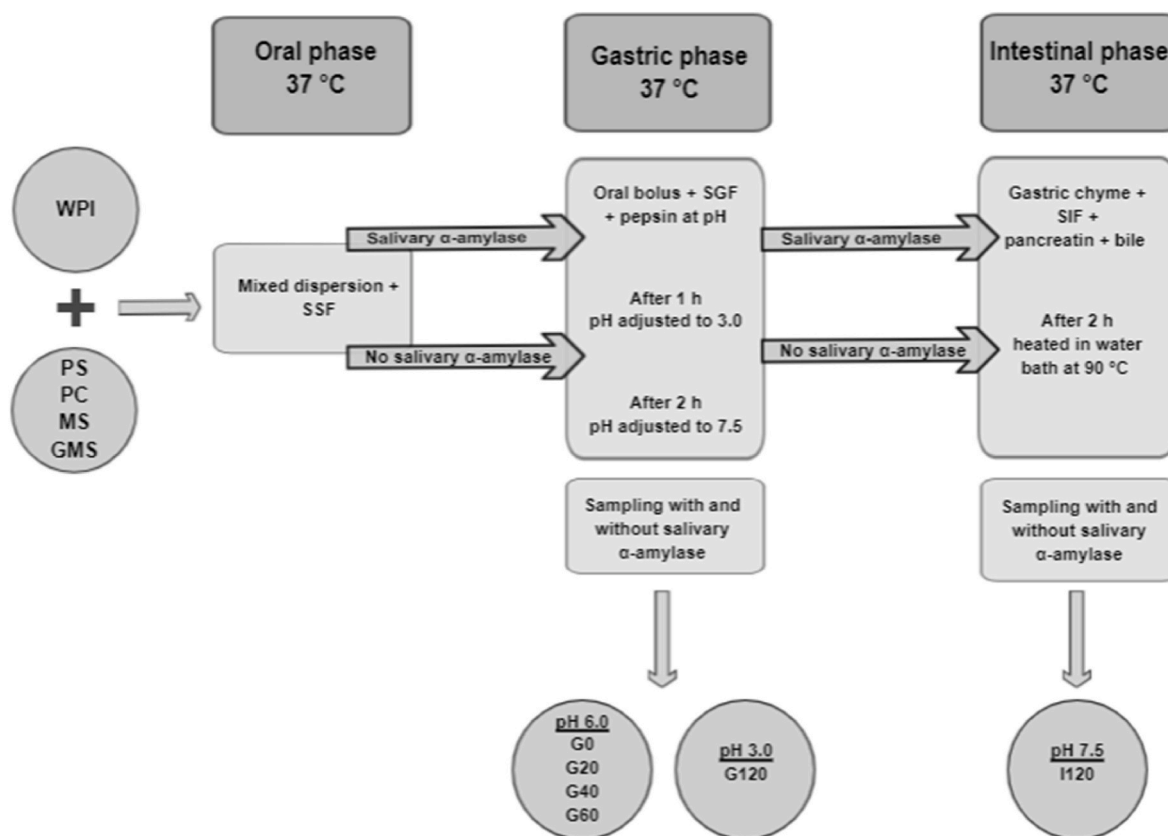 Oral phase
37 °C
Gastric phase
37 °C
Intestinal phase
37 °C
WPI
+
PS
PC
MS
GMS
Mixed dispersion +
SSF
Salivary α-amylase
No salivary α-amylase
Oral bolus + SGF
+ pepsin at pH
After 1 h
pH adjusted to 3.0
After 2 h
pH adjusted to 7.5
Salivary α-amylase
No salivary α-amylase
Gastric chyme +
SIF +
pancreatin + bile
After 2 h
heated in water
bath at 90 °C
Sampling with and
without salivary
α-amylase
Sampling with and
without salivary
α-amylase
pH 6.0
G0
G20
G40
G60
pH 3.0
G120
pH 7.5
I120